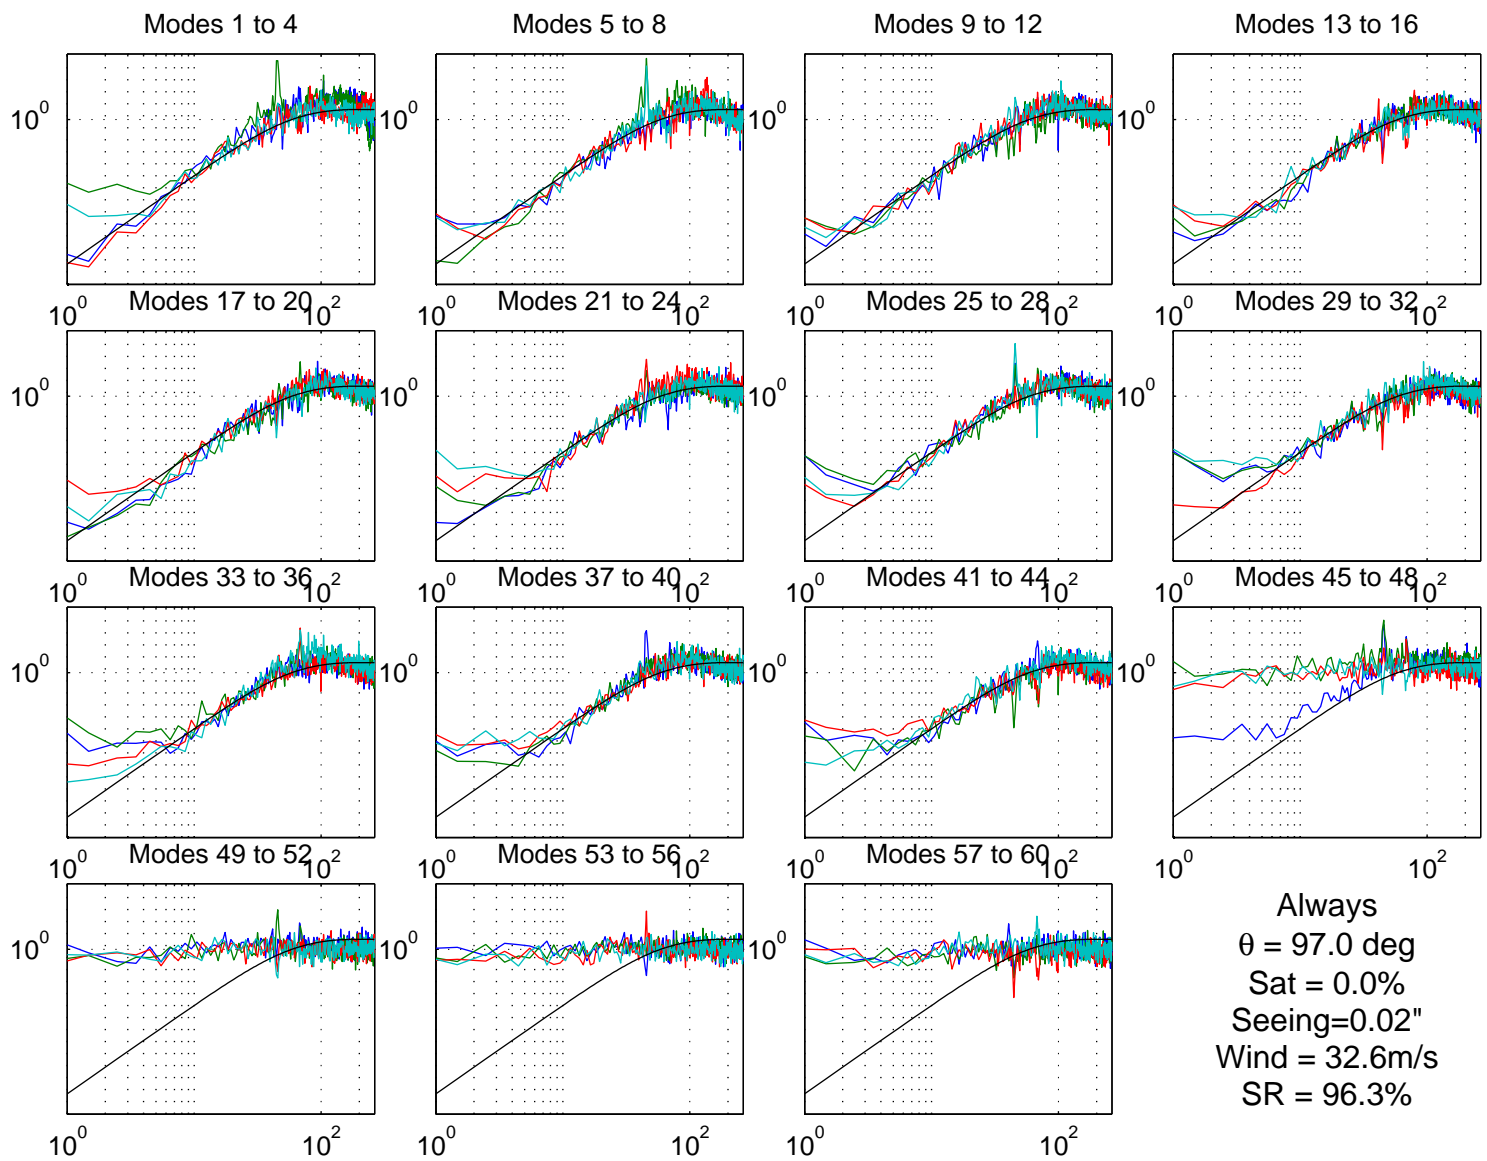 Modes 1 to 4
Modes 5 to 8
Modes 9 to 12
Modes 13 to 16
10^0
10^0
10^0
10^0
10^0
10^2
10^0
10^2
10^0
10^2
10^0
10^2
Modes 17 to 20
Modes 21 to 24
Modes 25 to 28
Modes 29 to 32
10^0
10^0
10^0
10^0
10^0
10^2
10^0
10^2
10^0
10^2
10^0
10^2
Modes 33 to 36
Modes 37 to 40
Modes 41 to 44
Modes 45 to 48
10^0
10^0
10^0
10^0
10^0
10^2
10^0
10^2
10^0
10^2
10^0
10^2
Modes 49 to 52
Modes 53 to 56
Modes 57 to 60
10^0
10^0
10^0
10^0
10^2
10^0
10^2
10^0
10^2
Always
θ = 97.0 deg
Sat = 0.0%
Seeing=0.02"
Wind = 32.6m/s
SR = 96.3%